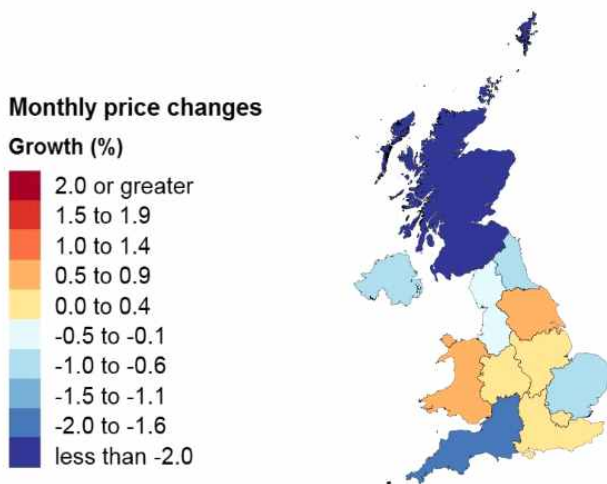 Monthly price changes
Growth (%)
2.0 or greater
1.5 to 1.9
1.0 to 1.4
0.5 to 0.9
0.0 to 0.4
-0.5 to -0.1
-1.0 to -0.6
-1.5 to -1.1
-2.0 to -1.6
less than -2.0